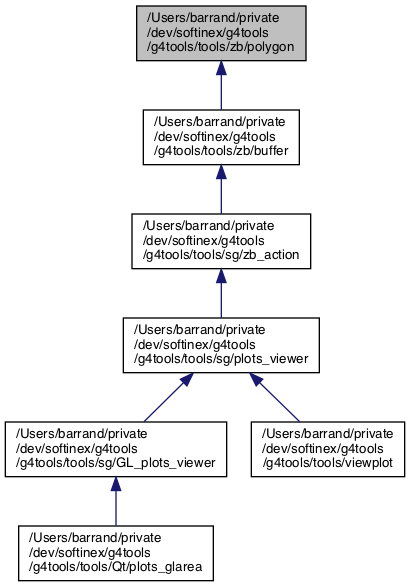 /Users/barrand/private
/dev/softinex/g4tools
/g4tools/tools/zb/polygon
/Users/barrand/private
/dev/softinex/g4tools
/g4tools/tools/zb/buffer
/Users/barrand/private
/dev/softinex/g4tools
/g4tools/tools/sg/zb_action
/Users/barrand/private
/dev/softinex/g4tools
/g4tools/tools/sg/plots_viewer
/Users/barrand/private
/dev/softinex/g4tools
/g4tools/tools/sg/GL_plots_viewer
/Users/barrand/private
/dev/softinex/g4tools
/g4tools/tools/viewplot
/Users/barrand/private
/dev/softinex/g4tools
/g4tools/tools/Qt/plots_glarea